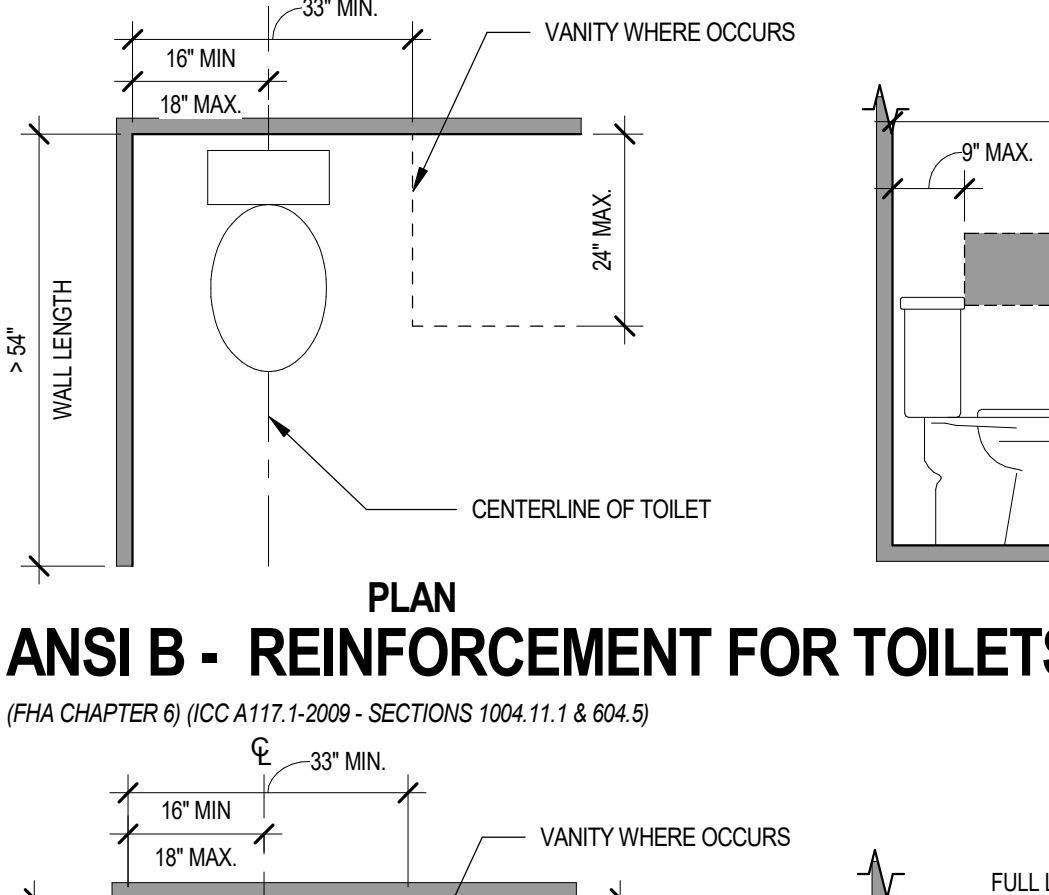 33" MIN.
VANITY WHERE OCCURS
16" MIN
18" MAX.
9" MAX.
24" MAX.
> 54"
WALL LENGTH
CENTERLINE OF TOILET
PLAN
ANSI B - REINFORCEMENT FOR TOILETS
(FHA CHAPTER 6) (ICC A117.1-2009 - SECTIONS 1004.11.1 & 604.5)
℄
33" MIN.
16" MIN
VANITY WHERE OCCURS
18" MAX.
FULL